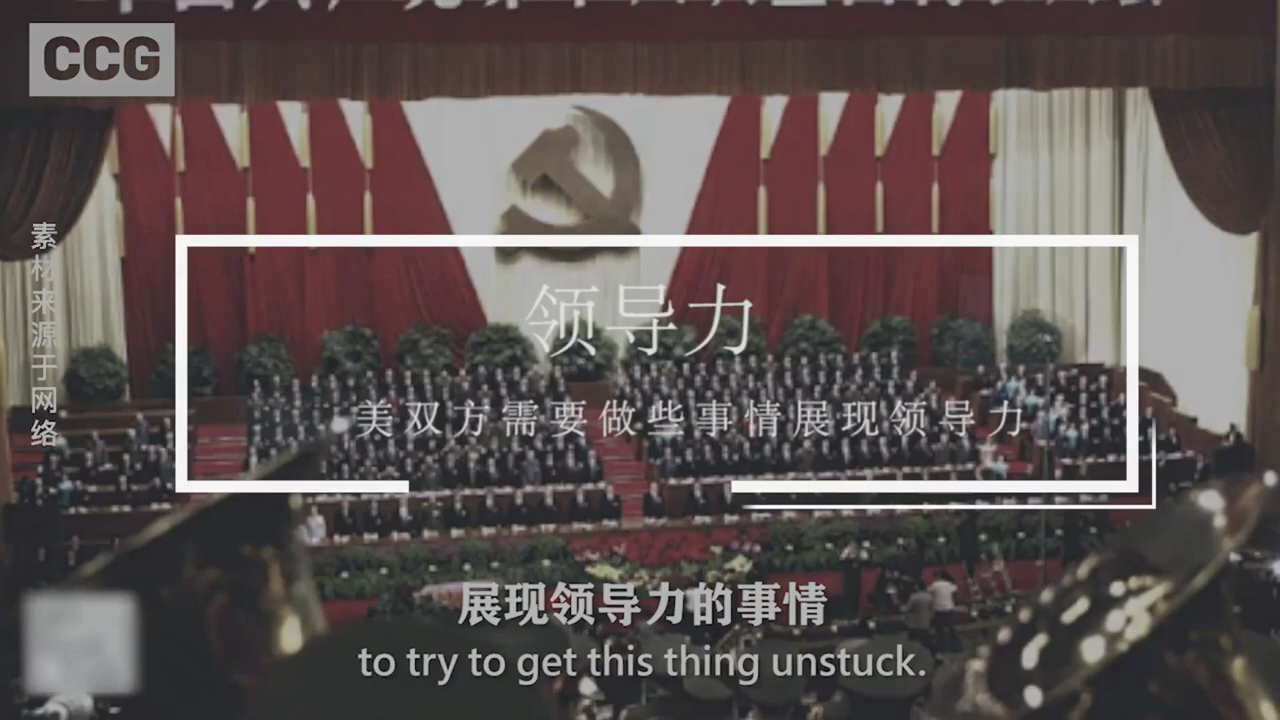 CCG
素材来源于网络
领导力
美双方需要做些事情展现领导力
展现领导力的事情
to try to get this thing unstuck.